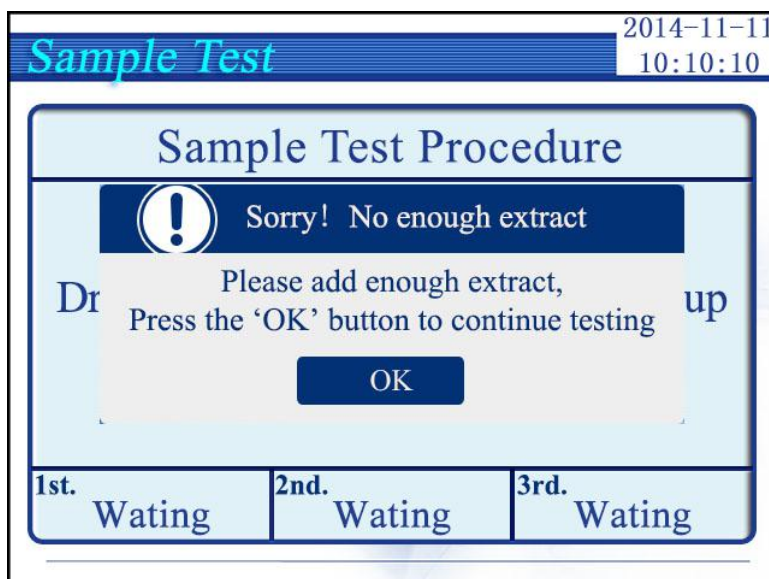 Sample Test
2014-11-11
10:10:10
Sample Test Procedure
Sorry! No enough extract
Please add enough extract,
Press the ‘OK’ button to continue testing
up
OK
1st.
Wating
2nd.
Wating
3rd.
Wating